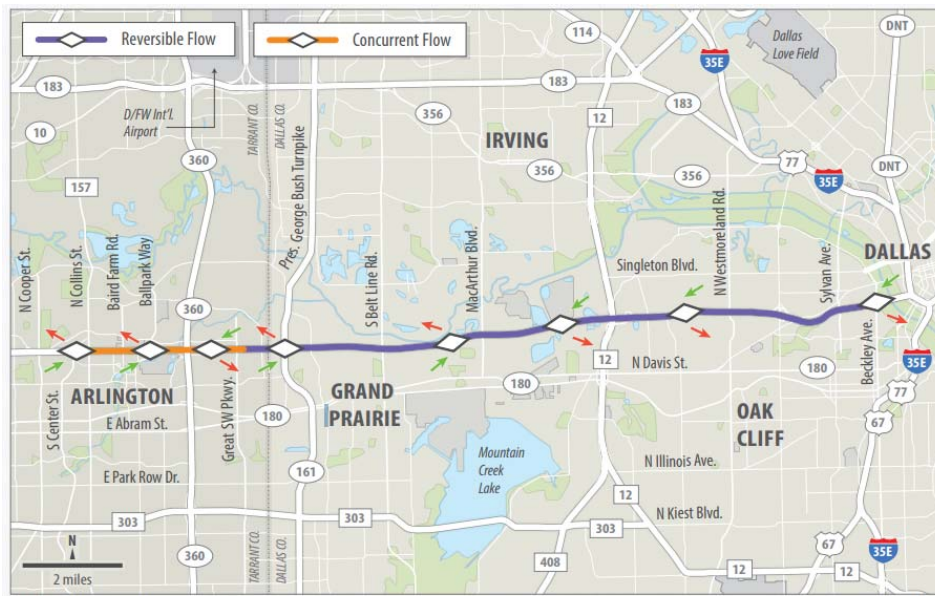 Reversible Flow
Concurrent Flow
114
35E
Dallas
Love Field
DNT
183
183
183
D/FW Int'l.
Airport
TARRANT CO.
DALLAS CO.
Pres. George Bush Turnpike
356
12
183
10
IRVING
77
360
356
356
35E
DNT
157
N Cooper St.
N Collins St.
Baird Farm Rd.
Ballpark Way
S Belt Line Rd.
MacArthur Blvd.
N Westmoreland Rd.
Sylvan Ave.
DALLAS
Singleton Blvd.
360
12
N Davis St.
180
180
Beckley Ave.
35E
S Center St.
ARLINGTON
Great SW Pkwy.
180
GRAND
PRAIRIE
77
67
E Abram St.
OAK
CLIFF
Mountain
Creek
Lake
N Illinois Ave.
E Park Row Dr.
161
12
N Kiest Blvd.
303
303
303
67
35E
N
2 miles
360
TARRANT CO.
DALLAS CO.
408
12
12